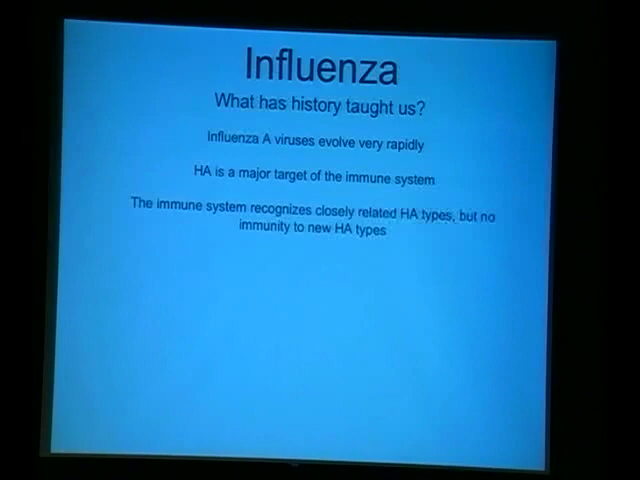 Influenza
What has history taught us?
Influenza A viruses evolve very rapidly
HA is a major target of the immune system
The immune system recognizes closely related HA types, but no
immunity to new HA types